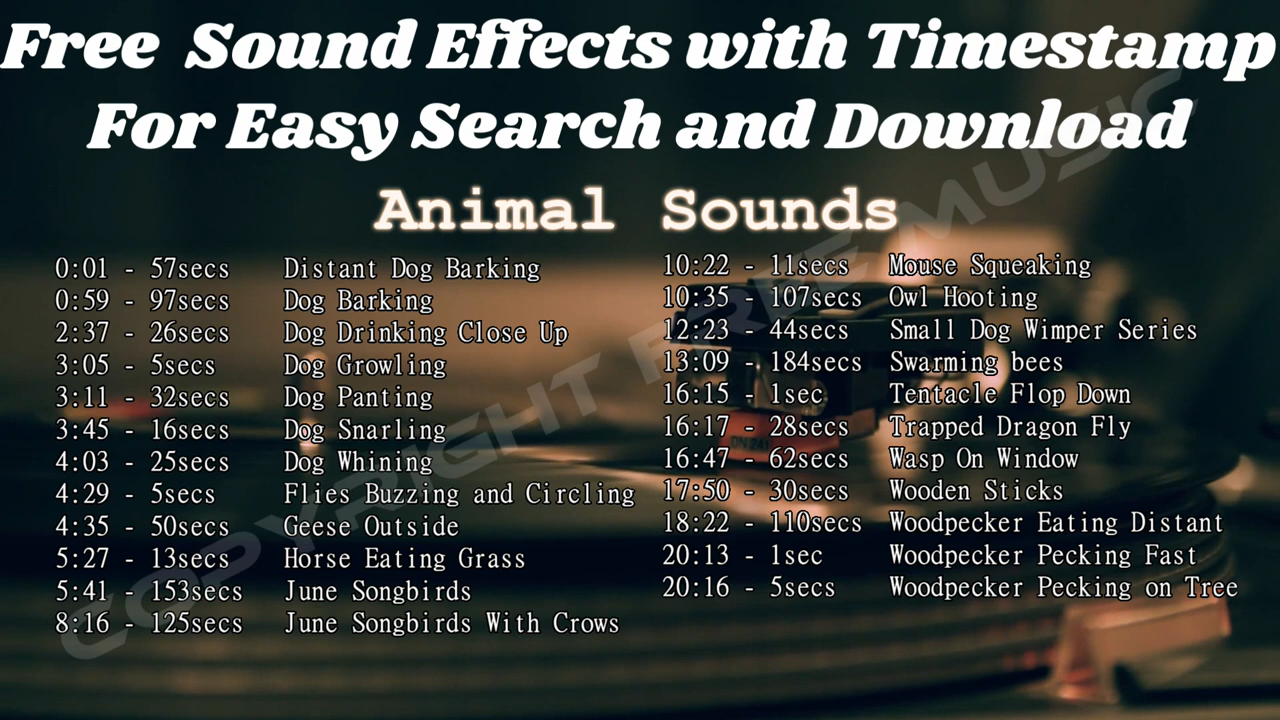 Free Sound Effects with Timestamp
For Easy Search and Download
Animal Sounds
0:01 - 57secs Distant Dog Barking
0:59 - 97secs Dog Barking
2:37 - 26secs Dog Drinking Close Up
3:05 - 5secs Dog Growling
3:11 - 32secs Dog Panting
3:45 - 16secs Dog Snarling
4:03 - 25secs Dog Whining
4:29 - 5secs Flies Buzzing and Circling
4:35 - 50secs Geese Outside
5:27 - 13secs Horse Eating Grass
5:41 - 153secs June Songbirds
8:16 - 125secs June Songbirds With Crows
10:22 - 11secs Mouse Squeaking
10:35 - 107secs Owl Hooting
12:23 - 44secs Small Dog Wimper Series
13:09 - 184secs Swarming bees
16:15 - 1sec Tentacle Flop Down
16:17 - 28secs Trapped Dragon Fly
16:47 - 62secs Wasp On Window
17:50 - 30secs Wooden Sticks
18:22 - 110secs Woodpecker Eating Distant
20:13 - 1sec Woodpecker Pecking Fast
20:16 - 5secs Woodpecker Pecking on Tree
COPYRIGHT FREE MUSIC
DN 241